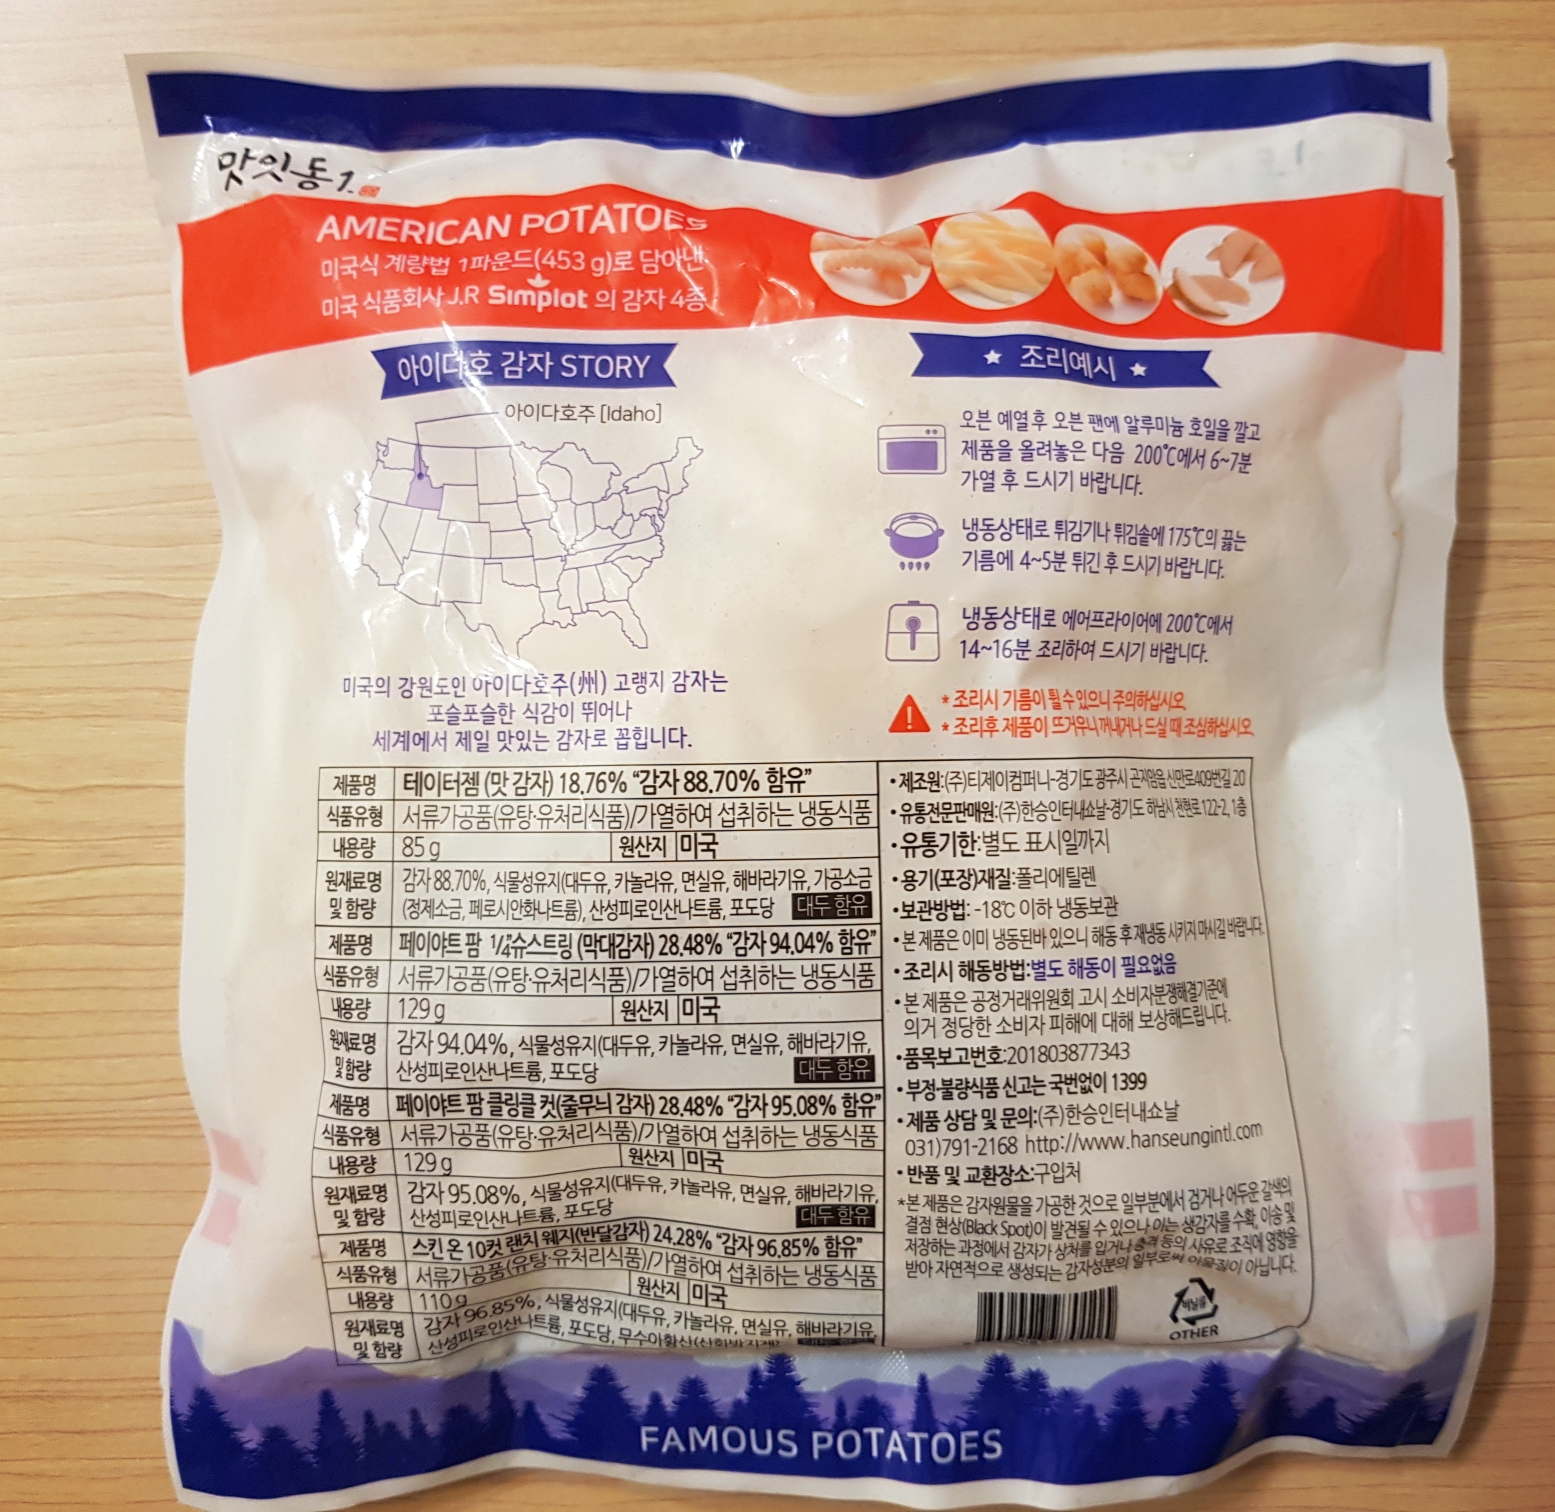 맛있동1.
AMERICAN POTATOES
미국식 계량법 1파운드(453 g)로 담아낸
미국 식품회사 J.R Simplot 의 감자 4종
아이다호 감자 STORY
아이다호주 [Idaho]
미국의 강원도인 아이다호주(州) 고랭지 감자는
포슬포슬한 식감이 뛰어나
세계에서 제일 맛있는 감자로 꼽힙니다.
조리예시
오븐 예열 후 오븐 팬에 알루미늄 호일을 깔고
제품을 올려놓은 다음 200℃에서 6~7분
가열 후 드시기 바랍니다.
냉동상태로 튀김기나 튀김솥에 175℃의 끓는
기름에 4~5분 튀긴 후 드시기 바랍니다.
냉동상태로 에어프라이어에 200℃에서
14~16분 조리하여 드시기 바랍니다.
* 조리시 기름이 튈 수 있으니 주의하십시오.
* 조리후 제품이 뜨거우니 꺼내거나 드실 때 조심하십시오.
제품명 테이터젬 (맛 감자) 18.76% “감자 88.70% 함유”
식품유형 서류가공품(유탕·유처리식품)/가열하여 섭취하는 냉동식품
내용량 85 g 원산지 미국
원재료명 및 함량 감자 88.70%, 식물성유지(대두유, 카놀라유, 면실유, 해바라기유, 가공소금
(정제소금, 페로시안화나트륨), 산성피로인산나트륨, 포도당 대두 함유
제품명 페이야트 팜 1/4"슈스트링 (막대감자) 28.48% “감자 94.04% 함유”
식품유형 서류가공품(유탕·유처리식품)/가열하여 섭취하는 냉동식품
내용량 129 g 원산지 미국
원재료명 및 함량 감자 94.04%, 식물성유지(대두유, 카놀라유, 면실유, 해바라기유,
산성피로인산나트륨, 포도당 대두 함유
제품명 페이야트 팜 클링클 컷(줄무늬 감자) 28.48% “감자 95.08% 함유”
식품유형 서류가공품(유탕·유처리식품)/가열하여 섭취하는 냉동식품
내용량 129 g 원산지 미국
원재료명 및 함량 감자 95.08%, 식물성유지(대두유, 카놀라유, 면실유, 해바라기유,
산성피로인산나트륨, 포도당 대두 함유
제품명 스킨 온 10컷 랜치 웨지(반달감자) 24.28% “감자 96.85% 함유”
식품유형 서류가공품(유탕·유처리식품)/가열하여 섭취하는 냉동식품
내용량 110 g 원산지 미국
원재료명 및 함량 감자 96.85%, 식물성유지(대두유, 카놀라유, 면실유, 해바라기유,
산성피로인산나트륨, 포도당, 무수아황산(산화방지제)
•제조원:(주)티제이컴퍼니-경기도 광주시 곤지암읍 신만로409번길 20
•유통전문판매원:(주)한승인터내쇼날-경기도 하남시 천현로122-2, 1층
•유통기한:별도 표시일까지
•용기(포장)재질:폴리에틸렌
•보관방법: -18℃ 이하 냉동보관
•본 제품은 이미 냉동된바 있으니 해동 후 재냉동 시키지 마시길 바랍니다.
•조리시 해동방법:별도 해동이 필요없음
•본 제품은 공정거래위원회 고시 소비자분쟁해결기준에
의거 정당한 소비자 피해에 대해 보상해드립니다.
•품목보고번호:201803877343
•부정·불량식품 신고는 국번없이 1399
•제품 상담 및 문의:(주)한승인터내쇼날
031)791-2168 http://www.hanseungintl.com
•반품 및 교환장소:구입처
*본 제품은 감자원물을 가공한 것으로 일부분에서 검거나 어두운 갈색의
결점 현상(Black Spot)이 발견될 수 있으나 이는 생감자를 수확, 이송 및
저장하는 과정에서 감자가 상처를 입거나 충격 등의 사유로 조직에 영향을
받아 자연적으로 생성되는 감자성분의 일부로써 이물질이 아닙니다.
비닐류
OTHER
FAMOUS POTATOES